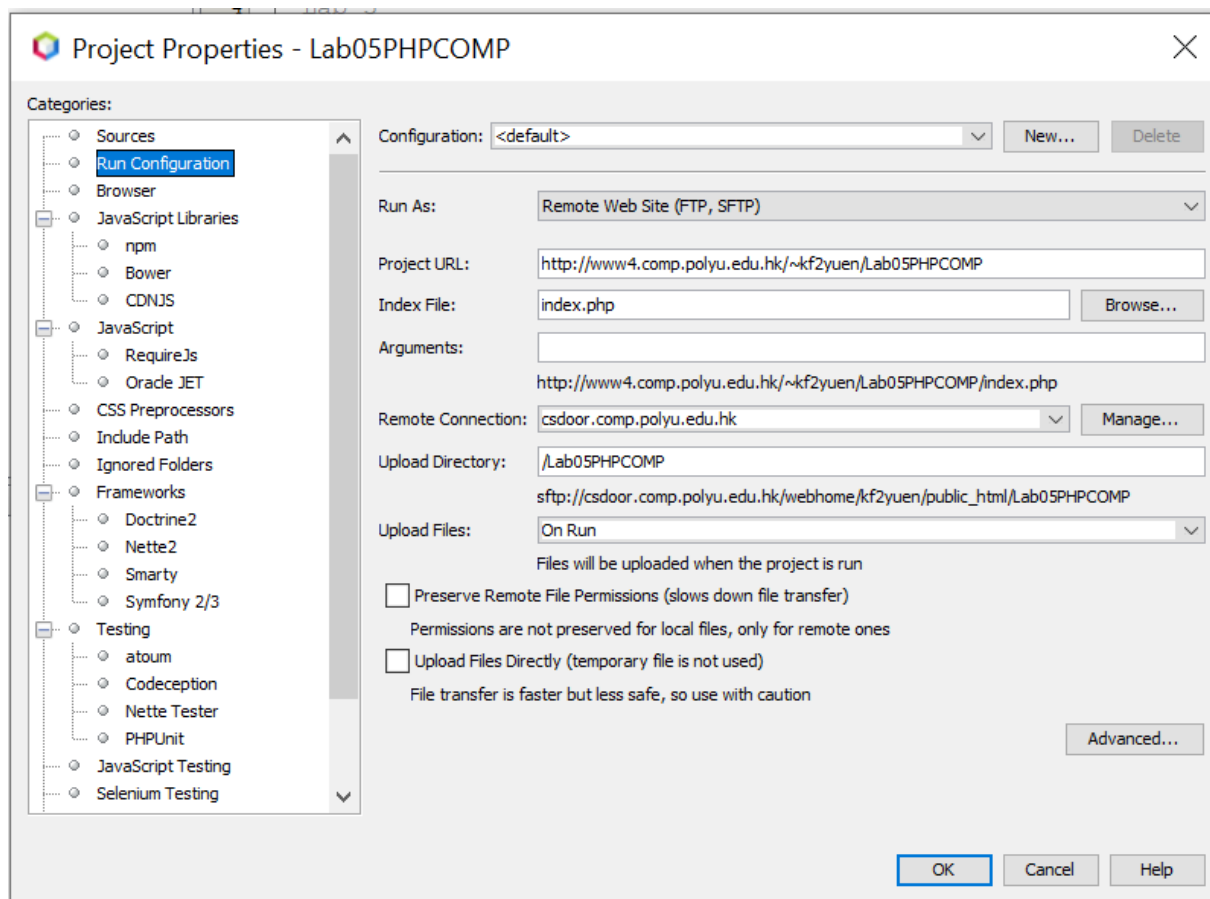 Project Properties - Lab05PHPCOMP
Categories:
Sources
Run Configuration
Browser
JavaScript Libraries
npm
Bower
CDNJS
JavaScript
RequireJs
Oracle JET
CSS Preprocessors
Include Path
Ignored Folders
Frameworks
Doctrine2
Nette2
Smarty
Symfony 2/3
Testing
atoum
Codeception
Nette Tester
PHPUnit
JavaScript Testing
Selenium Testing
Configuration: <default> New... Delete
Run As: Remote Web Site (FTP, SFTP)
Project URL: http://www4.comp.polyu.edu.hk/~kf2yuen/Lab05PHPCOMP
Index File: index.php Browse...
Arguments:
http://www4.comp.polyu.edu.hk/~kf2yuen/Lab05PHPCOMP/index.php
Remote Connection: csdoor.comp.polyu.edu.hk Manage...
Upload Directory: /Lab05PHPCOMP
sftp://csdoor.comp.polyu.edu.hk/webhome/kf2yuen/public_html/Lab05PHPCOMP
Upload Files: On Run
Files will be uploaded when the project is run
Preserve Remote File Permissions (slows down file transfer)
Permissions are not preserved for local files, only for remote ones
Upload Files Directly (temporary file is not used)
File transfer is faster but less safe, so use with caution
Advanced...
OK Cancel Help